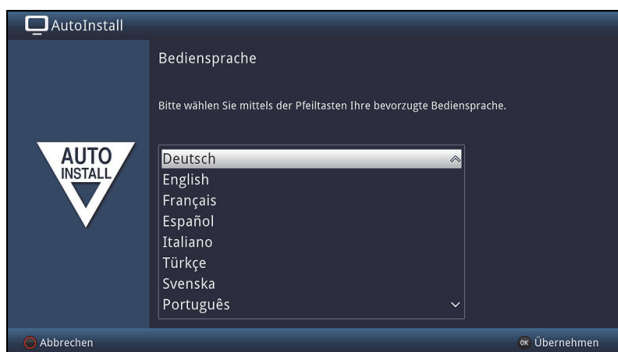 AutoInstall
Bediensprache
Bitte wählen Sie mittels der Pfeiltasten Ihre bevorzugte Bediensprache.
AUTO
INSTALL
Deutsch
English
Français
Español
Italiano
Türkçe
Svenska
Português
Abbrechen
OK Übernehmen